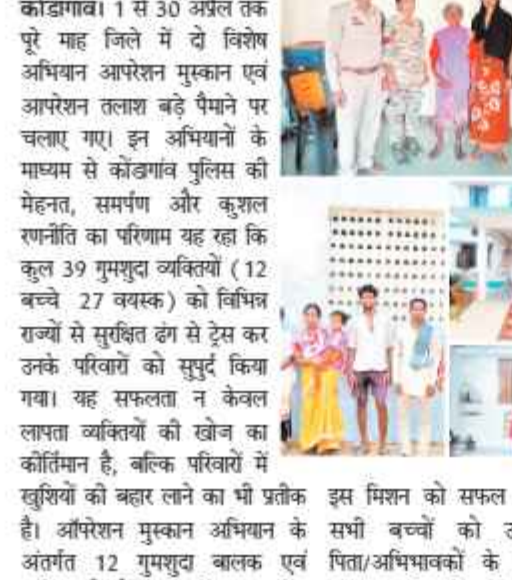 कोंडागांव। 1 से 30 अप्रैल तक
पूरे माह जिले में दो विशेष
अभियान आपरेशन मुस्कान एवं
आपरेशन तलाश बड़े पैमाने पर
चलाए गए। इन अभियानों के
माध्यम से कोंडागांव पुलिस की
मेहनत, समर्पण और कुशल
रणनीति का परिणाम यह रहा कि
कुल 39 गुमशुदा व्यक्तियों (12
बच्चे 27 वयस्क) को विभिन्न
राज्यों से सुरक्षित ढंग से ट्रेस कर
उनके परिवारों को सुपुर्द किया
गया। यह सफलता न केवल
लापता व्यक्तियों की खोज का
कीर्तिमान है, बल्कि परिवारों में
खुशियों की बहार लाने का भी प्रतीक
है। ऑपरेशन मुस्कान अभियान के
अंतर्गत 12 गुमशुदा बालक एवं
इस मिशन को सफल
सभी बच्चों को
पिता/अभिभावकों के